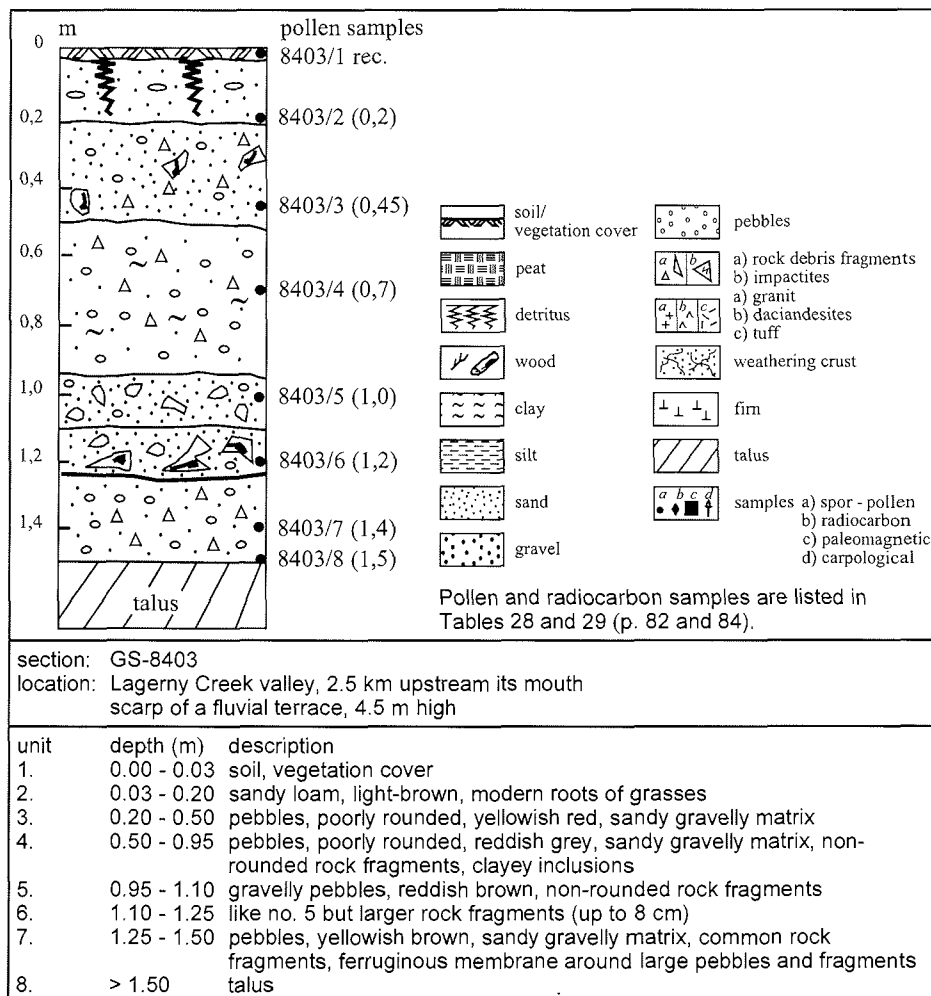 m pollen samples
0
8403/1 rec.
0,2
8403/2 (0,2)
0,4
8403/3 (0,45)
0,6
8403/4 (0,7)
0,8
1,0
8403/5 (1,0)
1,2
8403/6 (1,2)
1,4
8403/7 (1,4)
8403/8 (1,5)
talus
soil/
vegetation cover
peat
detritus
wood
clay
silt
sand
gravel
pebbles
a b
a) rock debris fragments
b) impactites
a b c
a) granit
b) daciandesites
c) tuff
weathering crust
firn
talus
a b c d
samples a) spor - pollen
b) radiocarbon
c) paleomagnetic
d) carpological
Pollen and radiocarbon samples are listed in
Tables 28 and 29 (p. 82 and 84).
section: GS-8403
location: Lagerny Creek valley, 2.5 km upstream its mouth
scarp of a fluvial terrace, 4.5 m high
unit depth (m) description
1. 0.00 - 0.03 soil, vegetation cover
2. 0.03 - 0.20 sandy loam, light-brown, modern roots of grasses
3. 0.20 - 0.50 pebbles, poorly rounded, yellowish red, sandy gravelly matrix
4. 0.50 - 0.95 pebbles, poorly rounded, reddish grey, sandy gravelly matrix, non-
rounded rock fragments, clayey inclusions
5. 0.95 - 1.10 gravelly pebbles, reddish brown, non-rounded rock fragments
6. 1.10 - 1.25 like no. 5 but larger rock fragments (up to 8 cm)
7. 1.25 - 1.50 pebbles, yellowish brown, sandy gravelly matrix, common rock
fragments, ferruginous membrane around large pebbles and fragments
8. > 1.50 talus